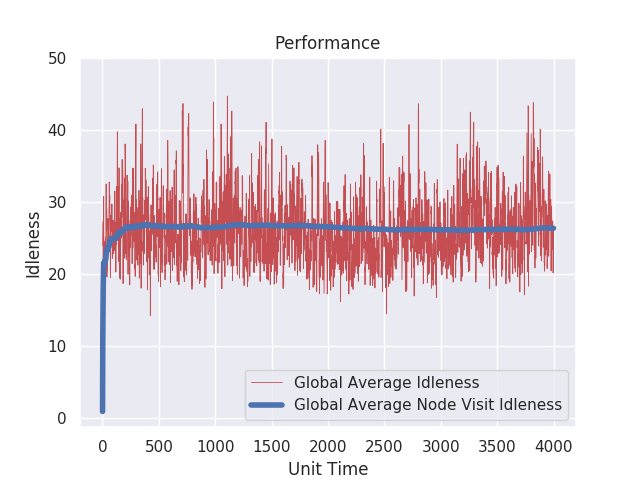 Performance
50
40
30
20
10
0
Idleness
Global Average Idleness
Global Average Node Visit Idleness
0 500 1000 1500 2000 2500 3000 3500 4000
Unit Time